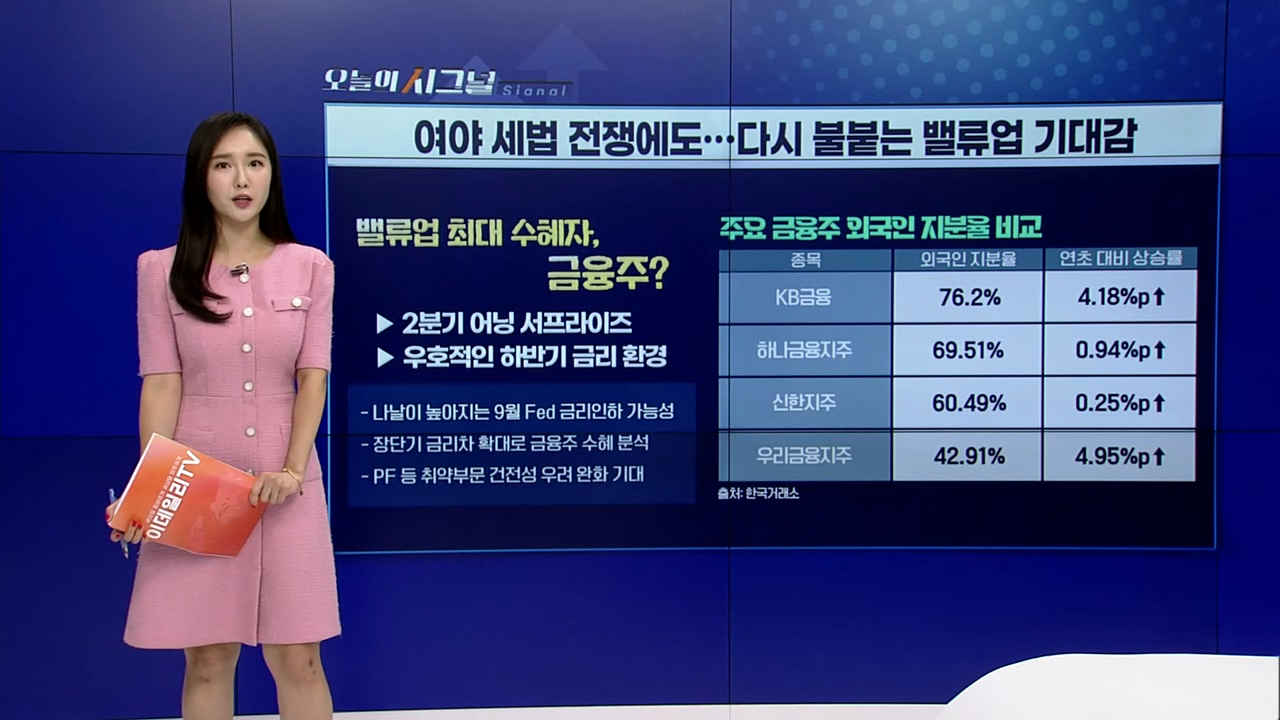 오늘의 시그널
Signal
여야 세법 전쟁에도…다시 불붙는 밸류업 기대감
밸류업 최대 수혜자,
금융주?
▶ 2분기 어닝 서프라이즈
▶ 우호적인 하반기 금리 환경
- 나날이 높아지는 9월 Fed 금리인하 가능성
- 장단기 금리차 확대로 금융주 수혜 분석
- PF 등 취약부문 건전성 우려 완화 기대
주요 금융주 외국인 지분율 비교
종목 외국인 지분율 연초 대비 상승률
KB금융 76.2% 4.18%p⬆
하나금융지주 69.51% 0.94%p⬆
신한지주 60.49% 0.25%p⬆
우리금융지주 42.91% 4.95%p⬆
출처: 한국거래소
이데일리TV